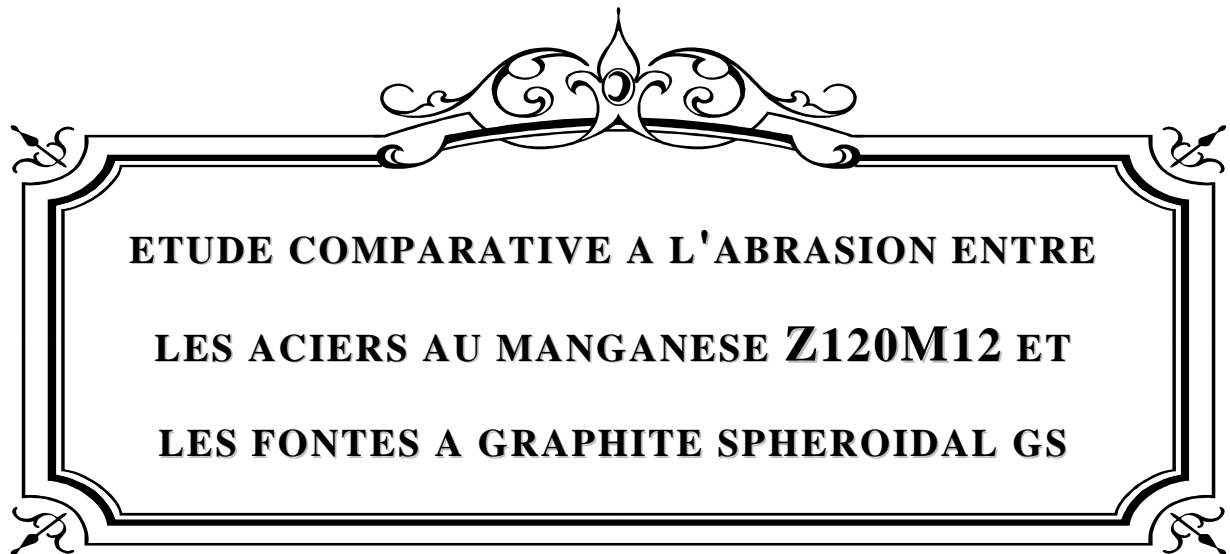 ETUDE COMPARATIVE A L'ABRASION ENTRE
LES ACIERS AU MANGANESE Z120M12 ET
LES FONTES A GRAPHITE SPHEROIDAL GS